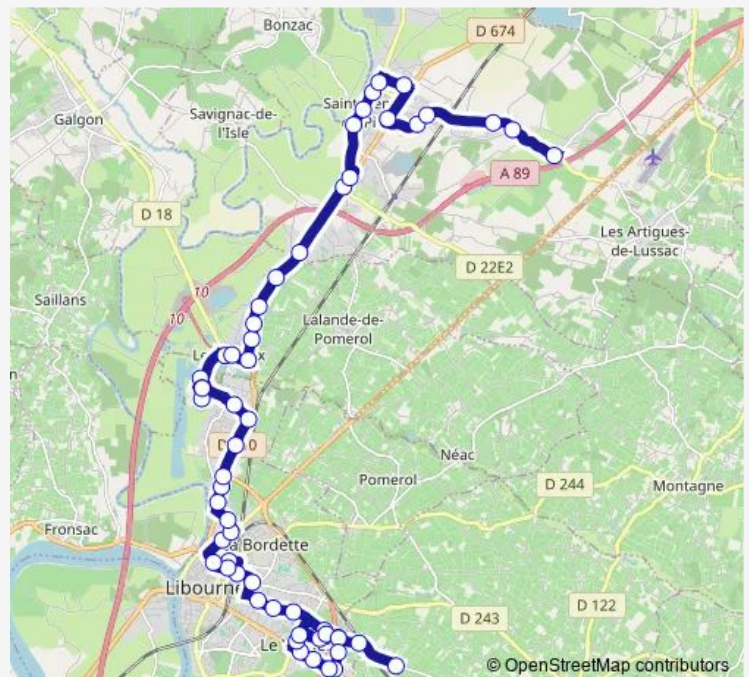 Bonzac
D 674
Galgon
Savignac-de-
l'Isle
A 89
D 18
Les Artigues-
de-Lussac
D 22E2
Saillans
10
10
Lalande-de-
Pomerol
Néac
Pomerol
D 244
Montagne
Fronsac
Bordette
Libourne
D 243
D 122
© OpenStreetMap contributors